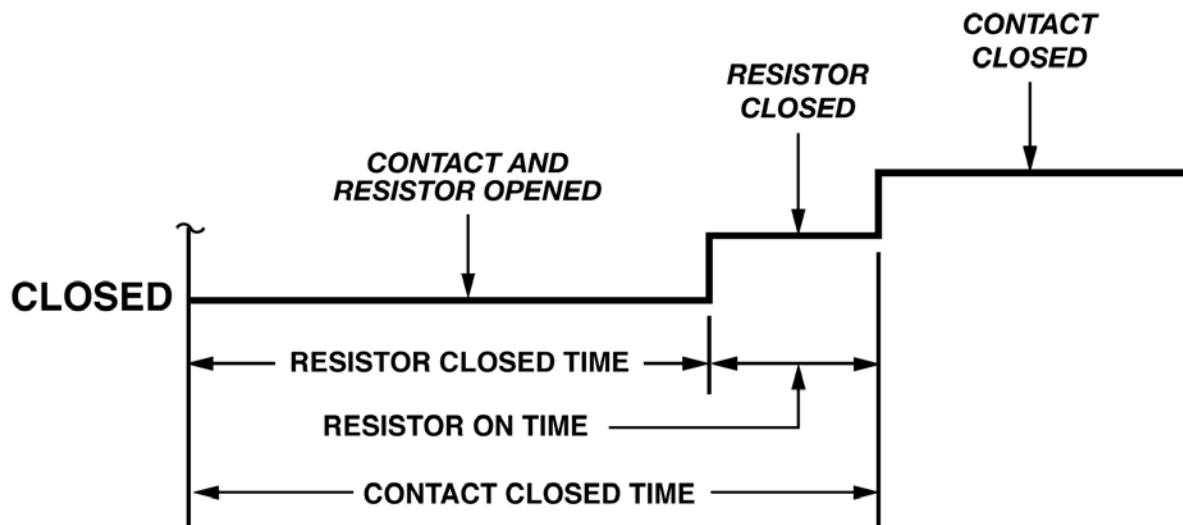 CONTACT
CLOSED
RESISTOR
CLOSED
CONTACT AND
RESISTOR OPENED
CLOSED
RESISTOR CLOSED TIME
RESISTOR ON TIME
CONTACT CLOSED TIME